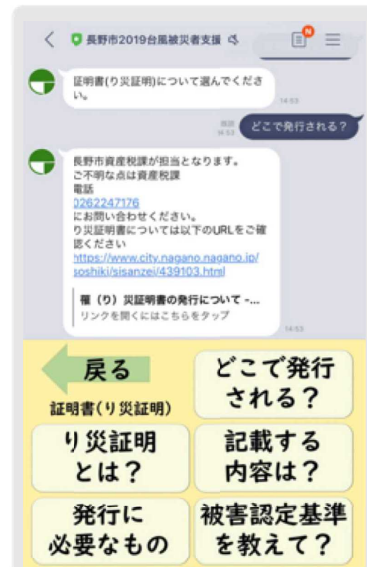 長野市2019台風被災者支援
N
証明書(り災証明)について選んでくださ
い。
14:53
既読
14:53
どこで発行される？
長野市資産税課が担当となります。
ご不明な点は資産税課
電話
0262247176
にお問い合わせください。
り災証明書については以下のURLをご確
認ください
https://www.city.nagano.nagano.jp/
soshiki/sisanzei/439103.html
罹（り）災証明書の発行について -...
リンクを開くにはこちらをタップ
14:53
戻る
証明書(り災証明)
どこで発行
される？
り災証明
とは？
記載する
内容は？
発行に
必要なもの
被害認定基準
を教えて？